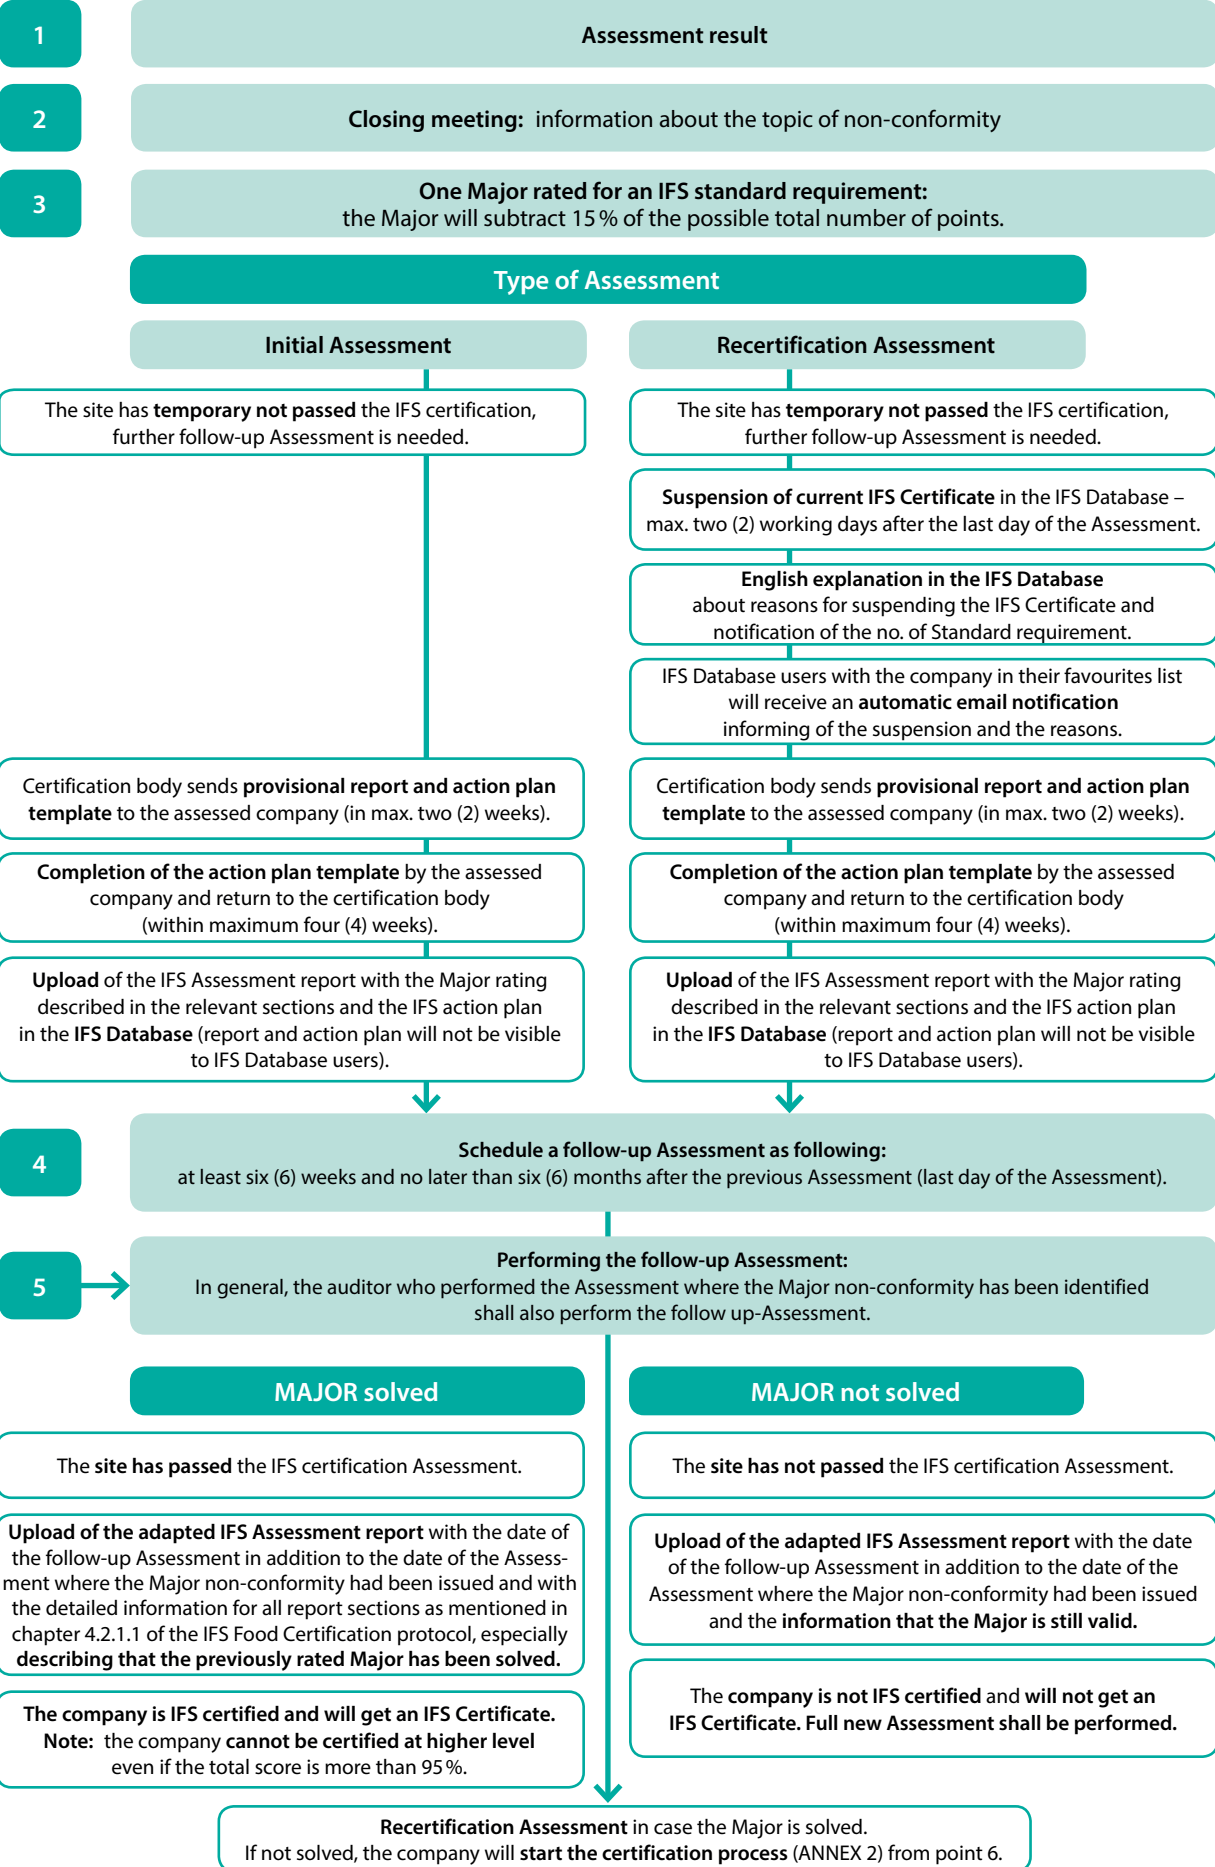 1
Assessment result
2
Closing meeting: information about the topic of non-conformity
3
One Major rated for an IFS standard requirement:
the Major will subtract 15 % of the possible total number of points.
Type of Assessment
Initial Assessment
The site has temporary not passed the IFS certification,
further follow-up Assessment is needed.
Certification body sends provisional report and action plan
template to the assessed company (in max. two (2) weeks).
Completion of the action plan template by the assessed
company and return to the certification body
(within maximum four (4) weeks).
Upload of the IFS Assessment report with the Major rating
described in the relevant sections and the IFS action plan
in the IFS Database (report and action plan will not be visible
to IFS Database users).
Recertification Assessment
The site has temporary not passed the IFS certification,
further follow-up Assessment is needed.
Suspension of current IFS Certificate in the IFS Database –
max. two (2) working days after the last day of the Assessment.
English explanation in the IFS Database
about reasons for suspending the IFS Certificate and
notification of the no. of Standard requirement.
IFS Database users with the company in their favourites list
will receive an automatic email notification
informing of the suspension and the reasons.
Certification body sends provisional report and action plan
template to the assessed company (in max. two (2) weeks).
Completion of the action plan template by the assessed
company and return to the certification body
(within maximum four (4) weeks).
Upload of the IFS Assessment report with the Major rating
described in the relevant sections and the IFS action plan
in the IFS Database (report and action plan will not be visible
to IFS Database users).
4
Schedule a follow-up Assessment as following:
at least six (6) weeks and no later than six (6) months after the previous Assessment (last day of the Assessment).
5
Performing the follow-up Assessment:
In general, the auditor who performed the Assessment where the Major non-conformity has been identified
shall also perform the follow up-Assessment.
MAJOR solved
The site has passed the IFS certification Assessment.
Upload of the adapted IFS Assessment report with the date of
the follow-up Assessment in addition to the date of the Assess-
ment where the Major non-conformity had been issued and with
the detailed information for all report sections as mentioned in
chapter 4.2.1.1 of the IFS Food Certification protocol, especially
describing that the previously rated Major has been solved.
The company is IFS certified and will get an IFS Certificate.
Note: the company cannot be certified at higher level
even if the total score is more than 95 %.
MAJOR not solved
The site has not passed the IFS certification Assessment.
Upload of the adapted IFS Assessment report with the date
of the follow-up Assessment in addition to the date of the
Assessment where the Major non-conformity had been issued
and the information that the Major is still valid.
The company is not IFS certified and will not get an
IFS Certificate. Full new Assessment shall be performed.
Recertification Assessment in case the Major is solved.
If not solved, the company will start the certification process (ANNEX 2) from point 6.